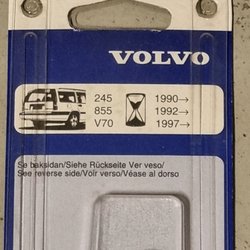 VOLVO
245 1990→
855 1992→
V70 1997→
Se baksidan/Siehe Rückseite Ver verso/
See reverse side/Voir verso/Véase al dorso